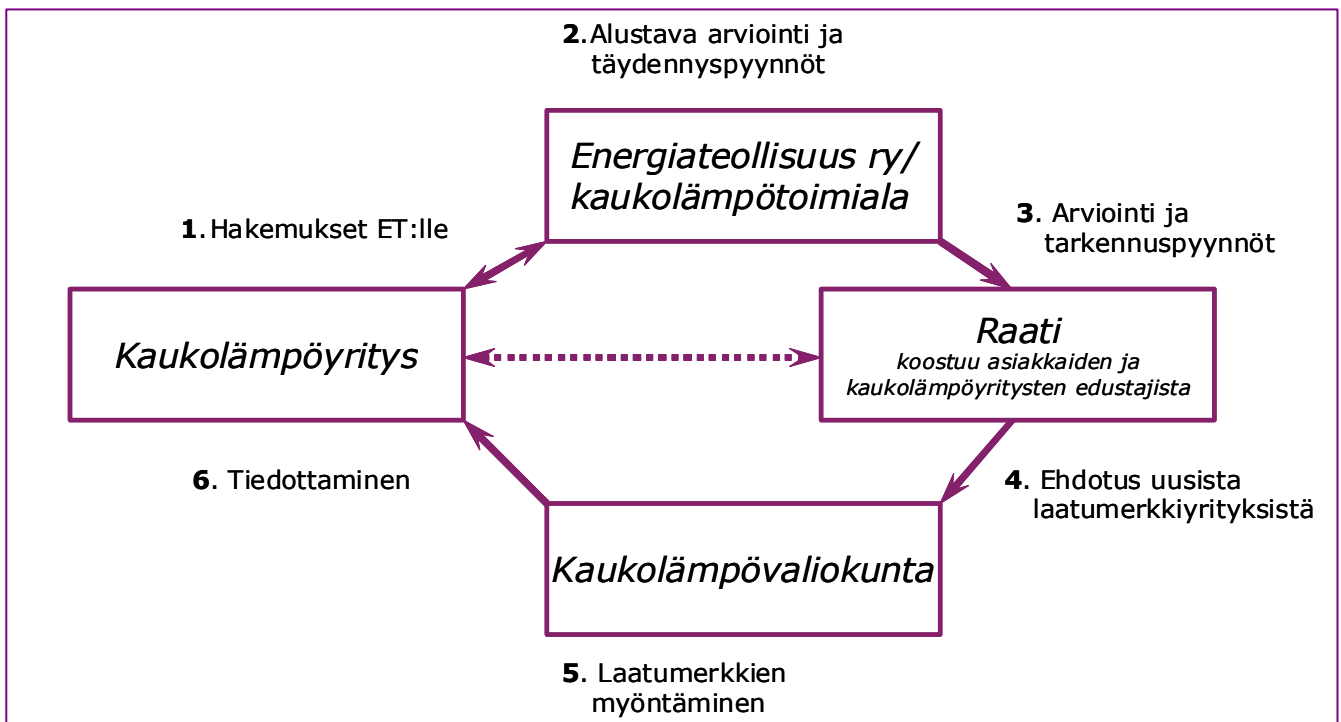 2.Alustava arviointi ja
täydennyspyynnöt
Energiateollisuus ry/
kaukolämpötoimiala
1.Hakemukset ET:lle
3. Arviointi ja
tarkennuspyynnöt
Kaukolämpöyritys
Raati
koostuu asiakkaiden ja
kaukolämpöyritysten edustajista
6. Tiedottaminen
4. Ehdotus uusista
laatumerkkiyrityksistä
Kaukolämpövaliokunta
5. Laatumerkkien
myöntäminen